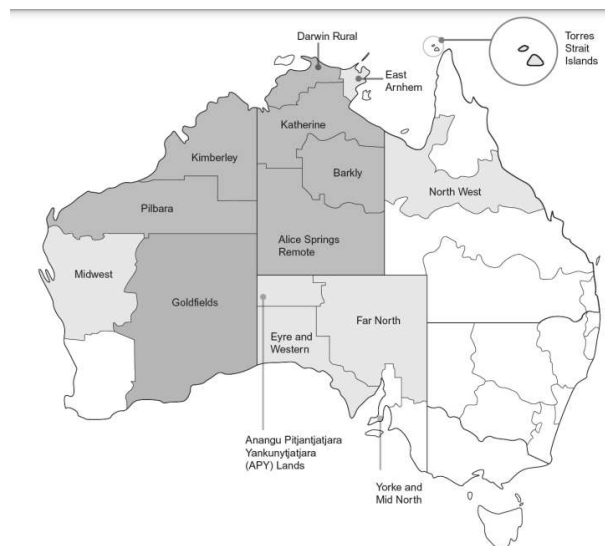 Darwin Rural
Torres
Strait
Islands
East
Arnhem
Katherine
Kimberley
Barkly
North West
Pilbara
Alice Springs
Remote
Midwest
Goldfields
Far North
Eyre and
Western
Anangu Pitjantjatjara
Yankunytjatjara
(APY) Lands
Yorke and
Mid North